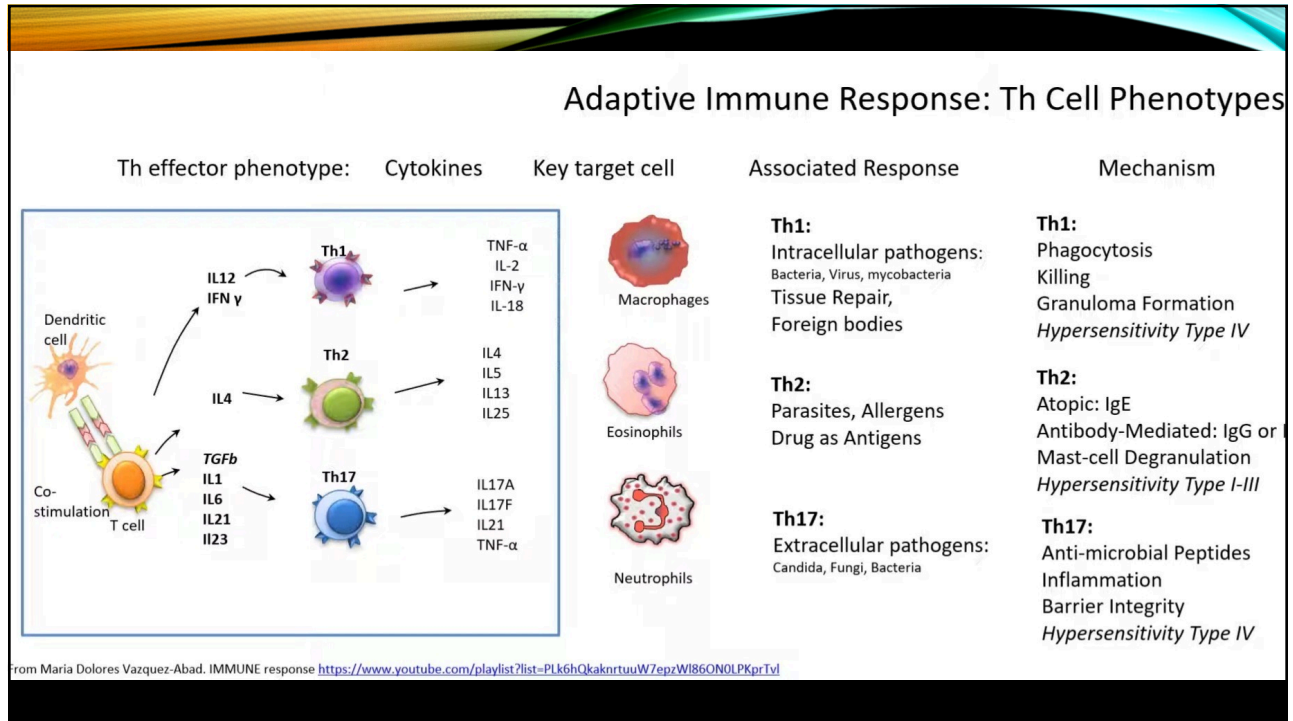 Adaptive Immune Response: Th Cell Phenotypes
Th effector phenotype:
Cytokines
Key target cell
Associated Response
Mechanism
Dendritic
cell
Co-
stimulation
T cell
IL12
IFN γ
IL4
TGFb
IL1
IL6
IL21
Il23
Th1
Th2
Th17
TNF-α
IL-2
IFN-γ
IL-18
IL4
IL5
IL13
IL25
IL17A
IL17F
IL21
TNF-α
Macrophages
Eosinophils
Neutrophils
Th1:
Intracellular pathogens:
Bacteria, Virus, mycobacteria
Tissue Repair,
Foreign bodies
Th2:
Parasites, Allergens
Drug as Antigens
Th17:
Extracellular pathogens:
Candida, Fungi, Bacteria
Th1:
Phagocytosis
Killing
Granuloma Formation
Hypersensitivity Type IV
Th2:
Atopic: IgE
Antibody-Mediated: IgG or
Mast-cell Degranulation
Hypersensitivity Type I-III
Th17:
Anti-microbial Peptides
Inflammation
Barrier Integrity
Hypersensitivity Type IV
From Maria Dolores Vazquez-Abad. IMMUNE response https://www.youtube.com/playlist?list=PLk6hQkaknrtuuW7epzWl86ON0LPKprTvl